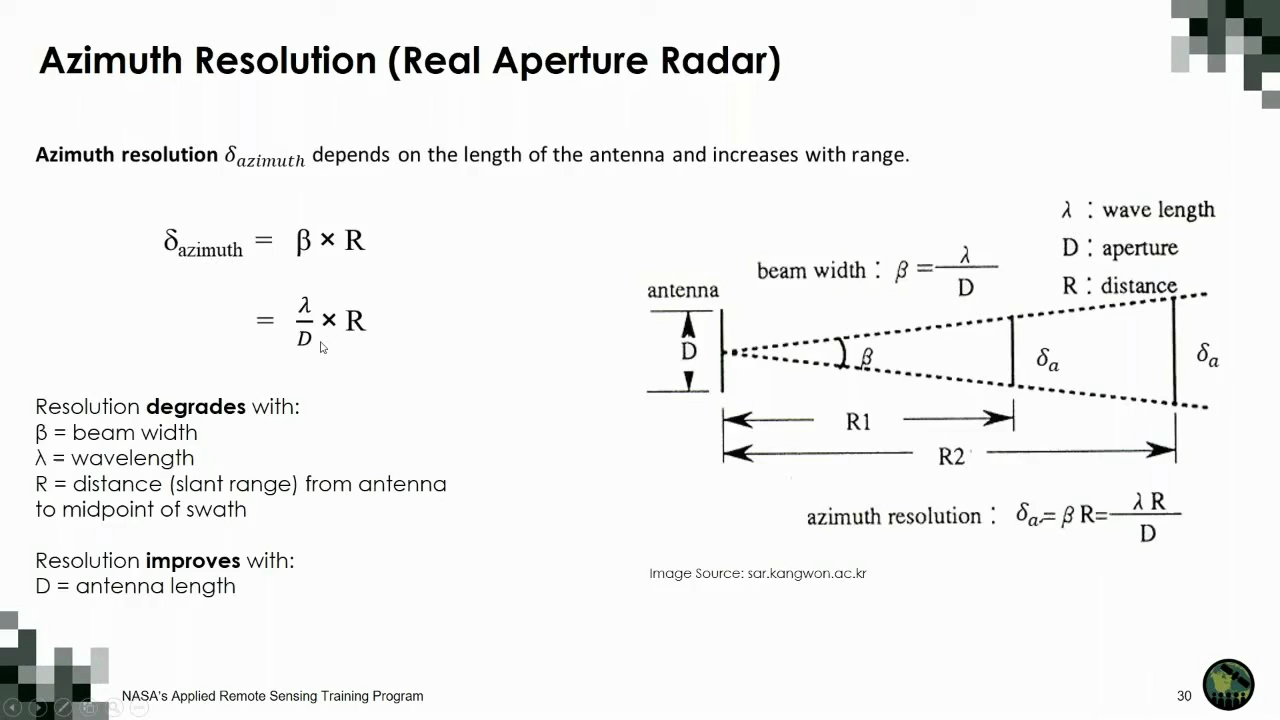 Azimuth Resolution (Real Aperture Radar)
Azimuth resolution δazimuth depends on the length of the antenna and increases with range.
δazimuth = β × R
= λ/D × R
Resolution degrades with:
β = beam width
λ = wavelength
R = distance (slant range) from antenna
to midpoint of swath
Resolution improves with:
D = antenna length
λ : wave length
D : aperture
R : distance
beam width : β = λ/D
antenna
D
β
δa
δa
R1
R2
azimuth resolution : δa = β R = λ R/D
Image Source: sar.kangwon.ac.kr
NASA's Applied Remote Sensing Training Program
30